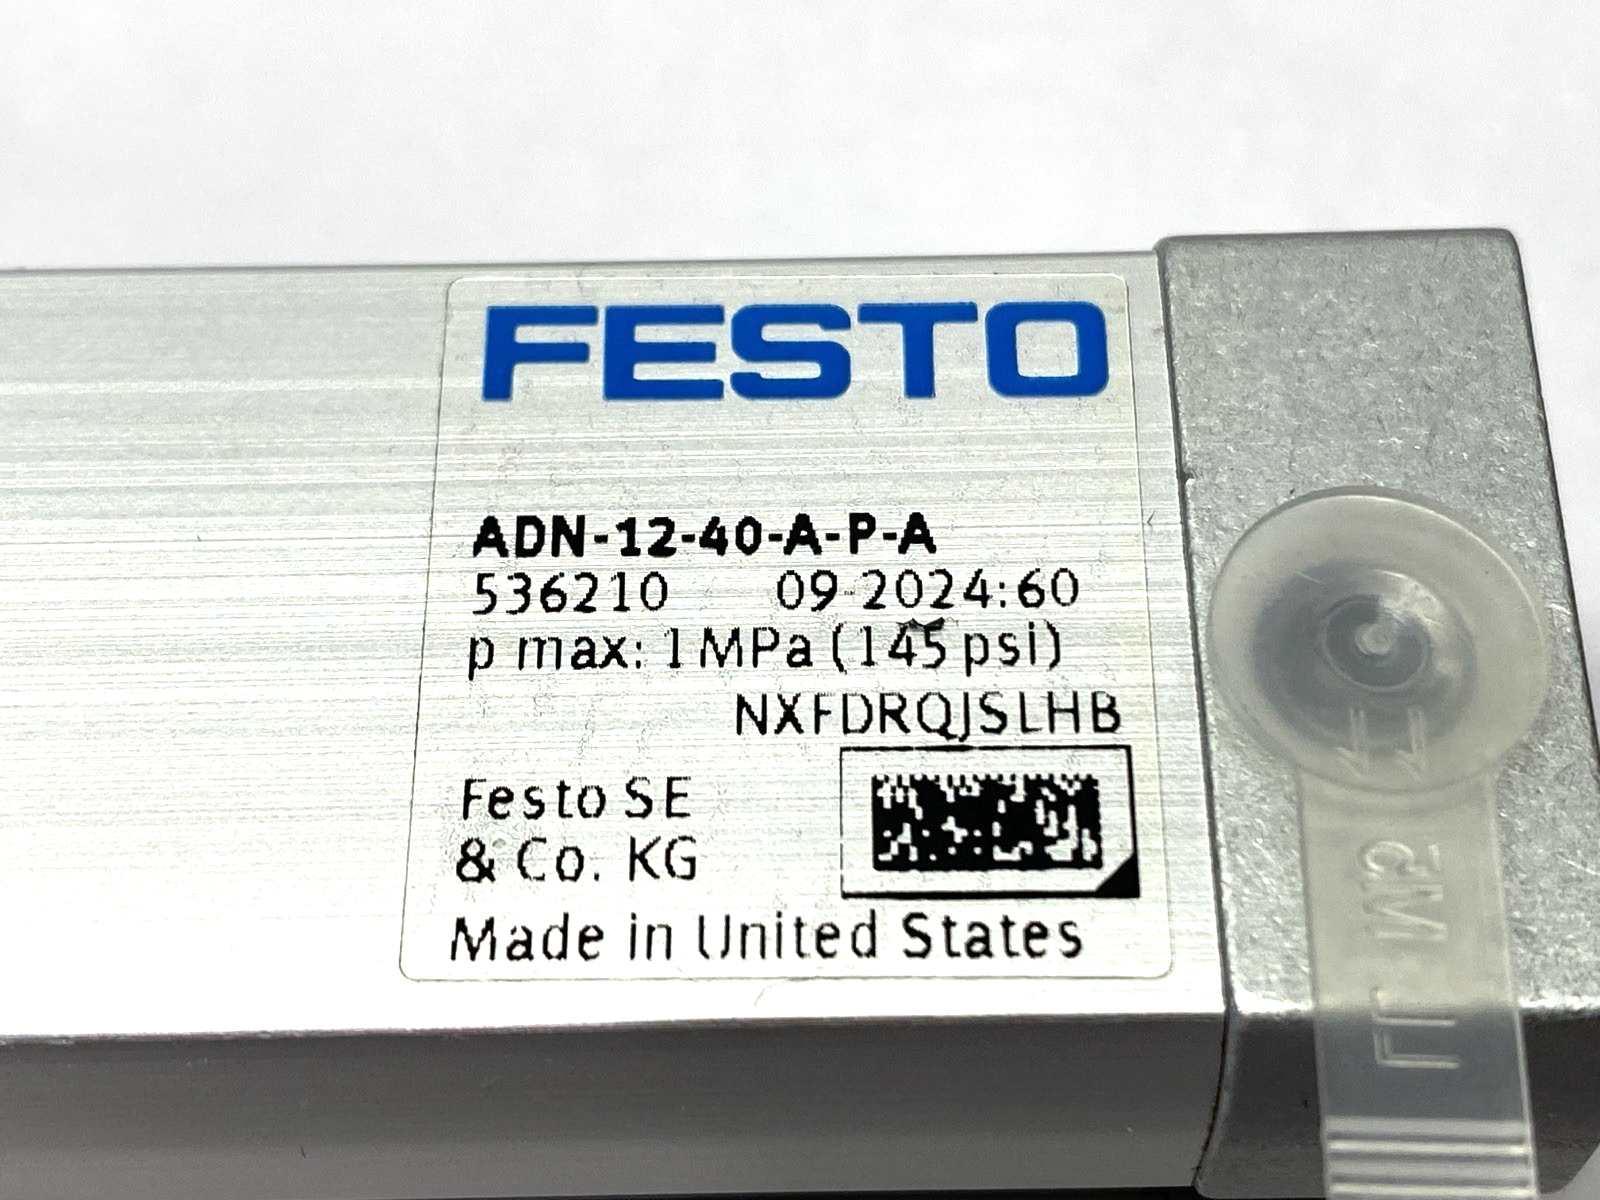 FESTO
ADN-12-40-A-P-A
536210 09-2024:60
p max: 1 MPa (145 psi)
NXFDRQJSLHB
Festo SE
& Co. KG
Made in United States